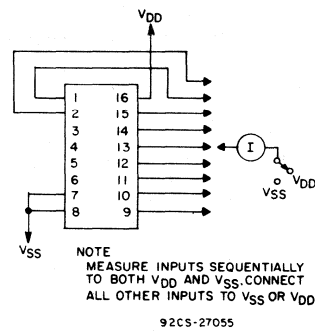 VDD
1 16
2 15
3 14
4 13
5 12
6 11
7 10
8 9
I
VDD
VSS
VSS
NOTE
MEASURE INPUTS SEQUENTIALLY
TO BOTH VDD AND VSS. CONNECT
ALL OTHER INPUTS TO VSS OR VDD
92CS-27055